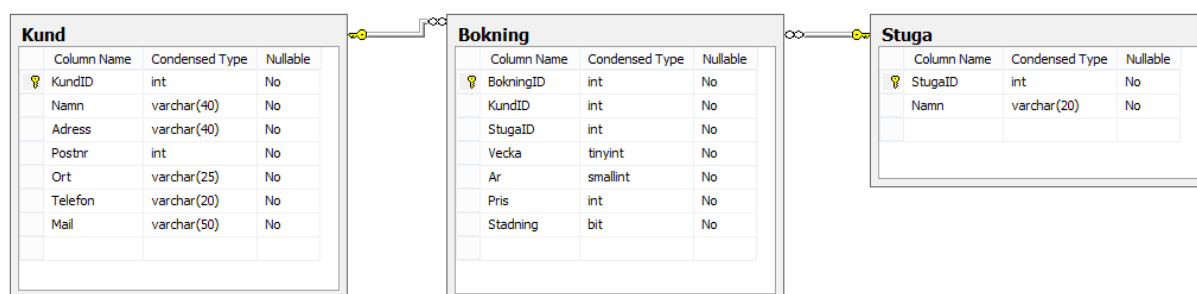 Kund
Column Name Condensed Type Nullable
KundID int No
Namn varchar(40) No
Adress varchar(40) No
Postnr int No
Ort varchar(25) No
Telefon varchar(20) No
Mail varchar(50) No
Bokning
Column Name Condensed Type Nullable
BokningID int No
KundID int No
StugaID int No
Vecka tinyint No
Ar smallint No
Pris int No
Stadning bit No
Stuga
Column Name Condensed Type Nullable
StugaID int No
Namn varchar(20) No